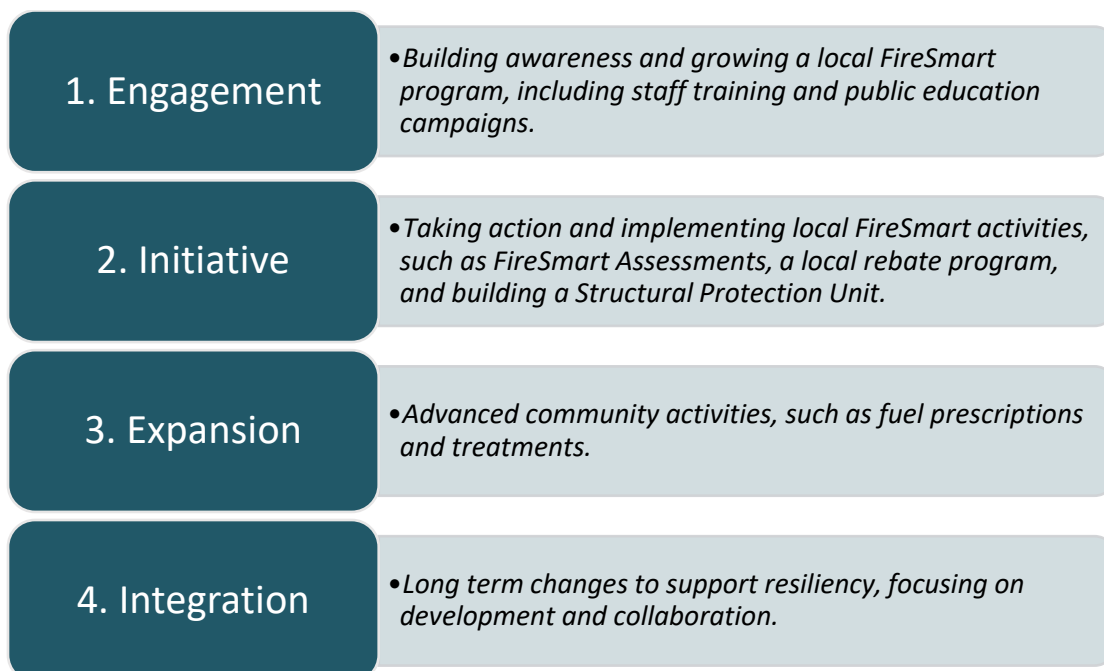 1. Engagement
•Building awareness and growing a local FireSmart
program, including staff training and public education
campaigns.
2. Initiative
•Taking action and implementing local FireSmart activities,
such as FireSmart Assessments, a local rebate program,
and building a Structural Protection Unit.
3. Expansion
•Advanced community activities, such as fuel prescriptions
and treatments.
4. Integration
•Long term changes to support resiliency, focusing on
development and collaboration.